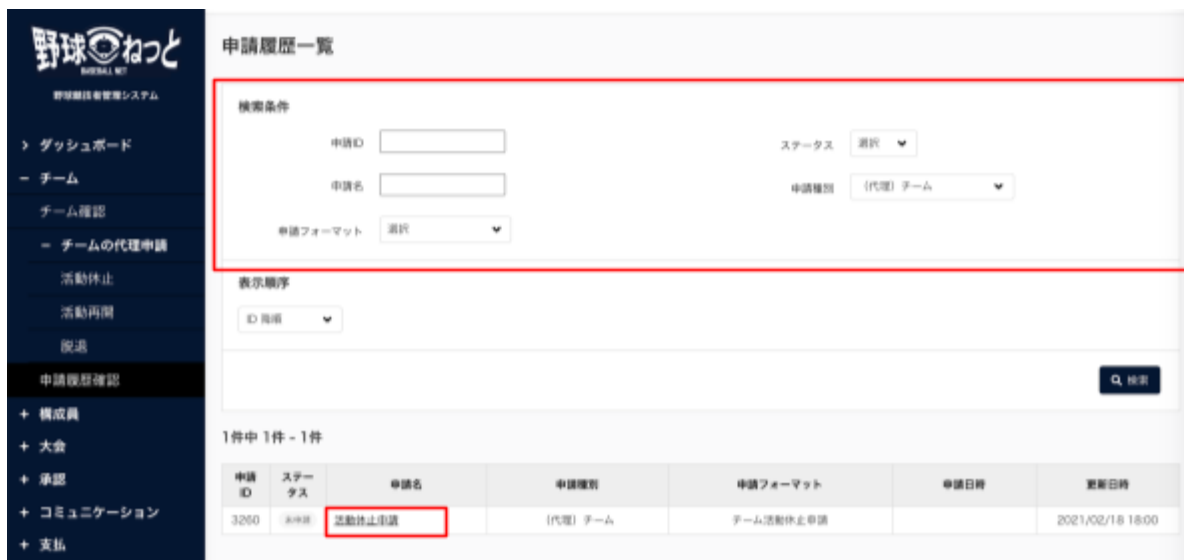 野球ねっと
BASEBALL NET
野球競技者管理システム
› ダッシュボード
− チーム
チーム確認
− チームの代理申請
活動休止
活動再開
脱退
申請履歴確認
+ 構成員
+ 大会
+ 承認
+ コミュニケーション
+ 支払
申請履歴一覧
検索条件
申請ID
ステータス 選択
申請名
申請種別 (代理) チーム
申請フォーマット 選択
表示順序
ID 降順
検索
1件中 1件 - 1件
申請ID ステータス 申請名 申請種別 申請フォーマット 申請日時 更新日時
3260 未申請 活動休止申請 (代理) チーム チーム活動休止申請 2021/02/18 18:00